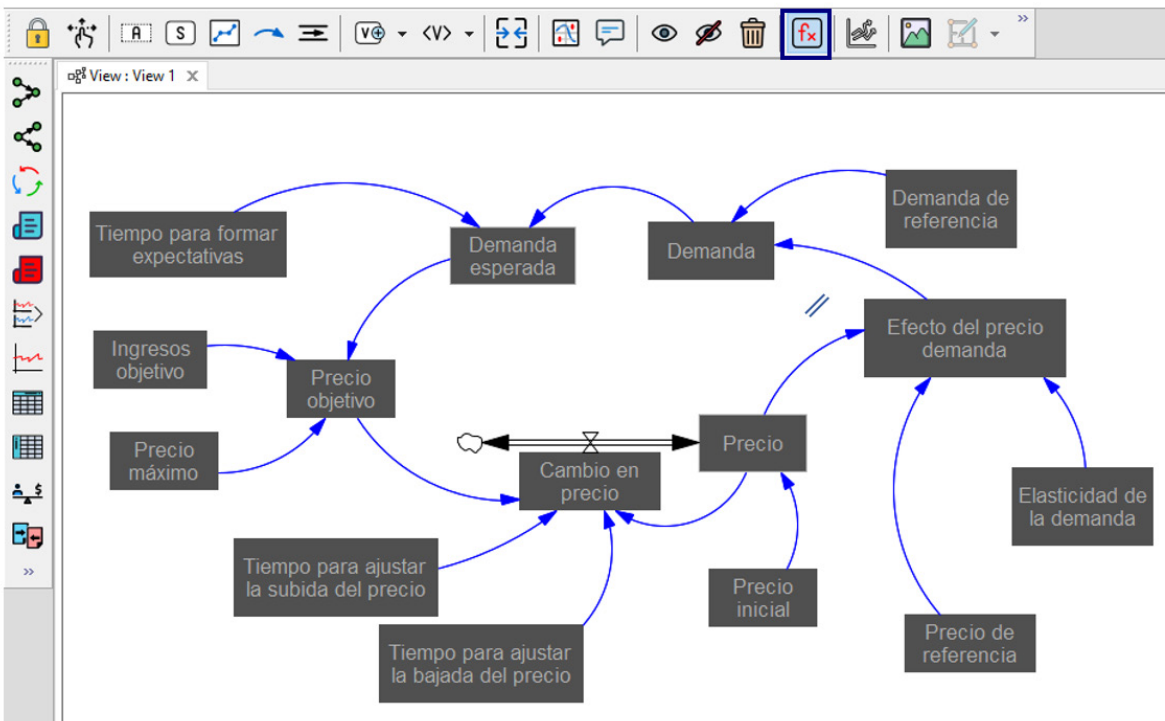 A
S
V
<V>
»
fx
View : View 1
Demanda de
referencia
Tiempo para formar
expectativas
Demanda
esperada
Demanda
Efecto del precio
demanda
Ingresos
objetivo
Precio
objetivo
Precio
máximo
Precio
Cambio en
precio
Elasticidad de
la demanda
Tiempo para ajustar
la subida del precio
Precio
inicial
Tiempo para ajustar
la bajada del precio
Precio de
referencia
$
»